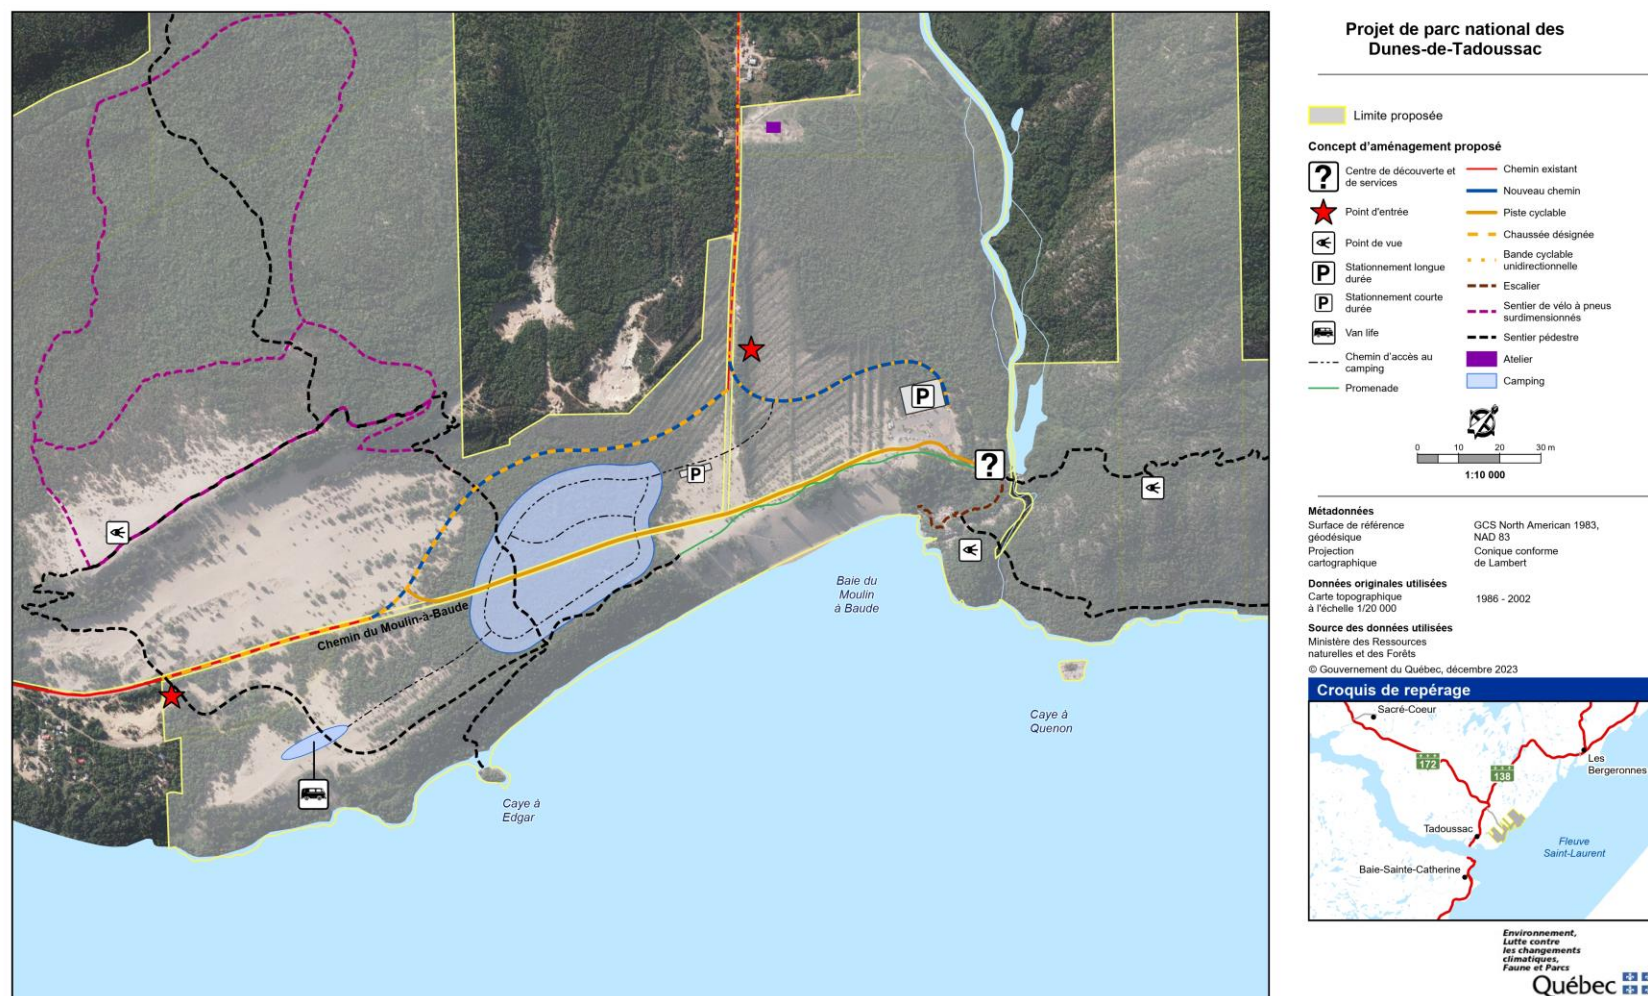 Projet de parc national des
Dunes-de-Tadoussac
Limite proposée
Concept d'aménagement proposé
?
Centre de découverte et
de services
Point d'entrée
Point de vue
P
Stationnement longue
durée
P
Stationnement courte
durée
Van life
Chemin d'accès au
camping
Promenade
Chemin existant
Nouveau chemin
Piste cyclable
Chaussée désignée
Bande cyclable
unidirectionnelle
Escalier
Sentier de vélo à pneus
surdimensionnés
Sentier pédestre
Atelier
Camping
0 10 20 30 m
1:10 000
Métadonnées
Surface de référence
géodésique
GCS North American 1983,
NAD 83
Projection
cartographique
Conique conforme
de Lambert
Données originales utilisées
Carte topographique
à l'échelle 1/20 000
1986 - 2002
Source des données utilisées
Ministère des Ressources
naturelles et des Forêts
© Gouvernement du Québec, décembre 2023
Croquis de repérage
Sacré-Coeur
172
138
Les
Bergeronnes
Tadoussac
Fleuve
Saint-Laurent
Baie-Sainte-Catherine
Environnement,
Lutte contre
les changements
climatiques,
Faune et Parcs
Québec
P
P
?
Chemin du Moulin-à-Baude
Baie du
Moulin
à Baude
Caye à
Quenon
Caye à
Edgar